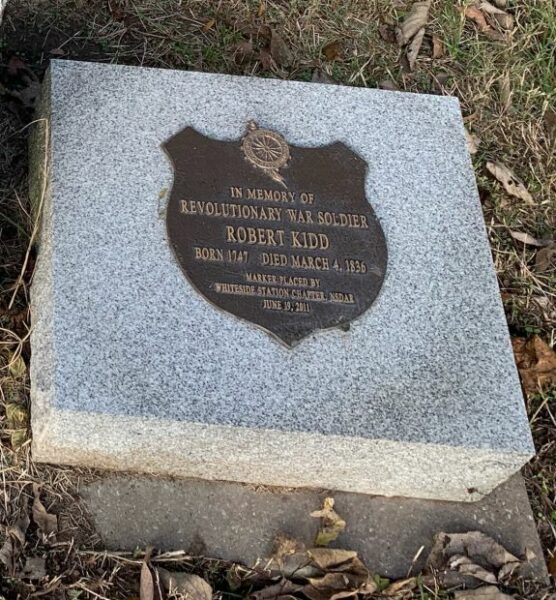 IN MEMORY OF
REVOLUTIONARY WAR SOLDIER
ROBERT KIDD
BORN 1747 DIED MARCH 4, 1836
MARKER PLACED BY
WHITESIDE STATION CHAPTER, NSDAR
JUNE 19, 2011